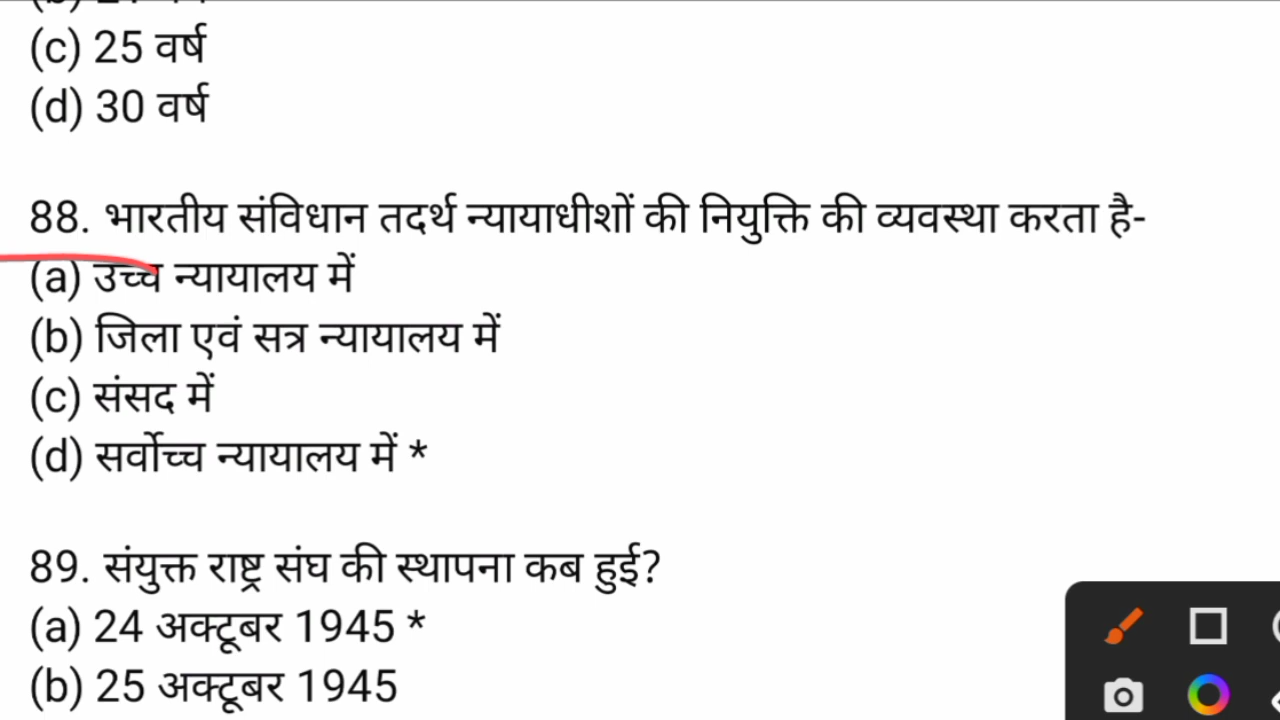 (c) 25 वर्ष
(d) 30 वर्ष
88. भारतीय संविधान तदर्थ न्यायाधीशों की नियुक्ति की व्यवस्था करता है-
(a) उच्च न्यायालय में
(b) जिला एवं सत्र न्यायालय में
(c) संसद में
(d) सर्वोच्च न्यायालय में *
89. संयुक्त राष्ट्र संघ की स्थापना कब हुई?
(a) 24 अक्टूबर 1945 *
(b) 25 अक्टूबर 1945